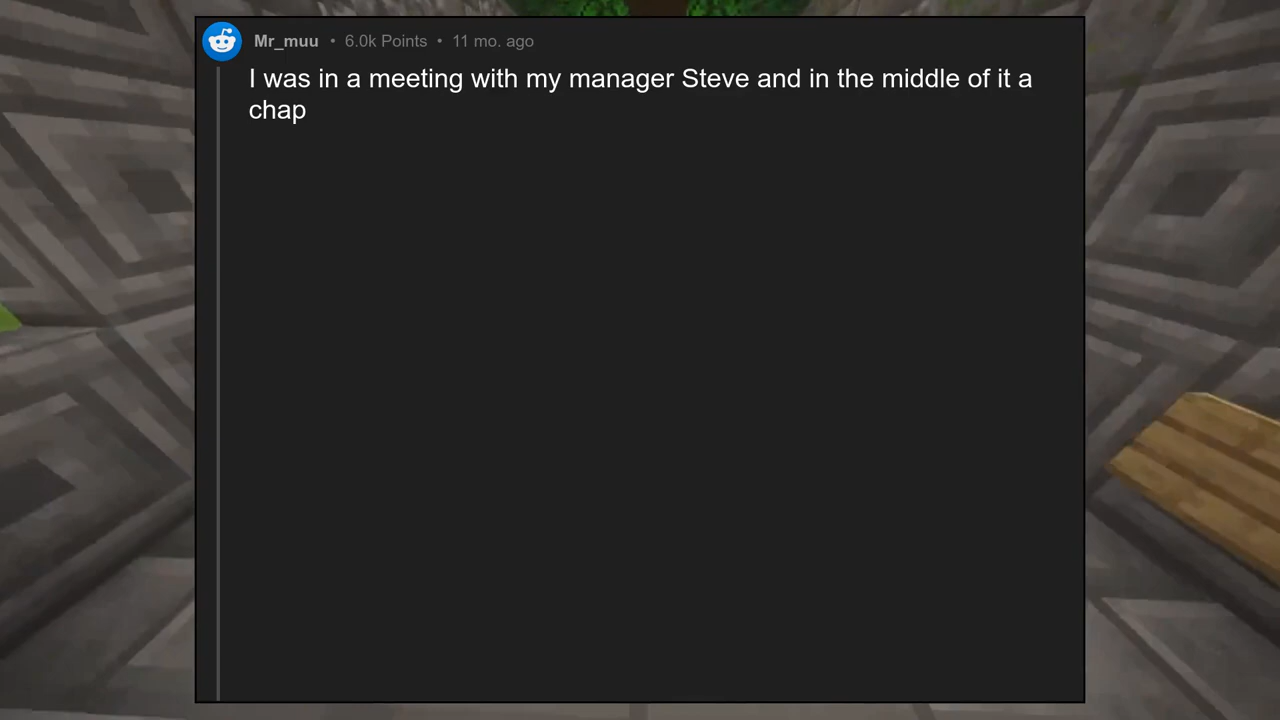 Mr_muu • 6.0k Points • 11 mo. ago
I was in a meeting with my manager Steve and in the middle of it a
chap